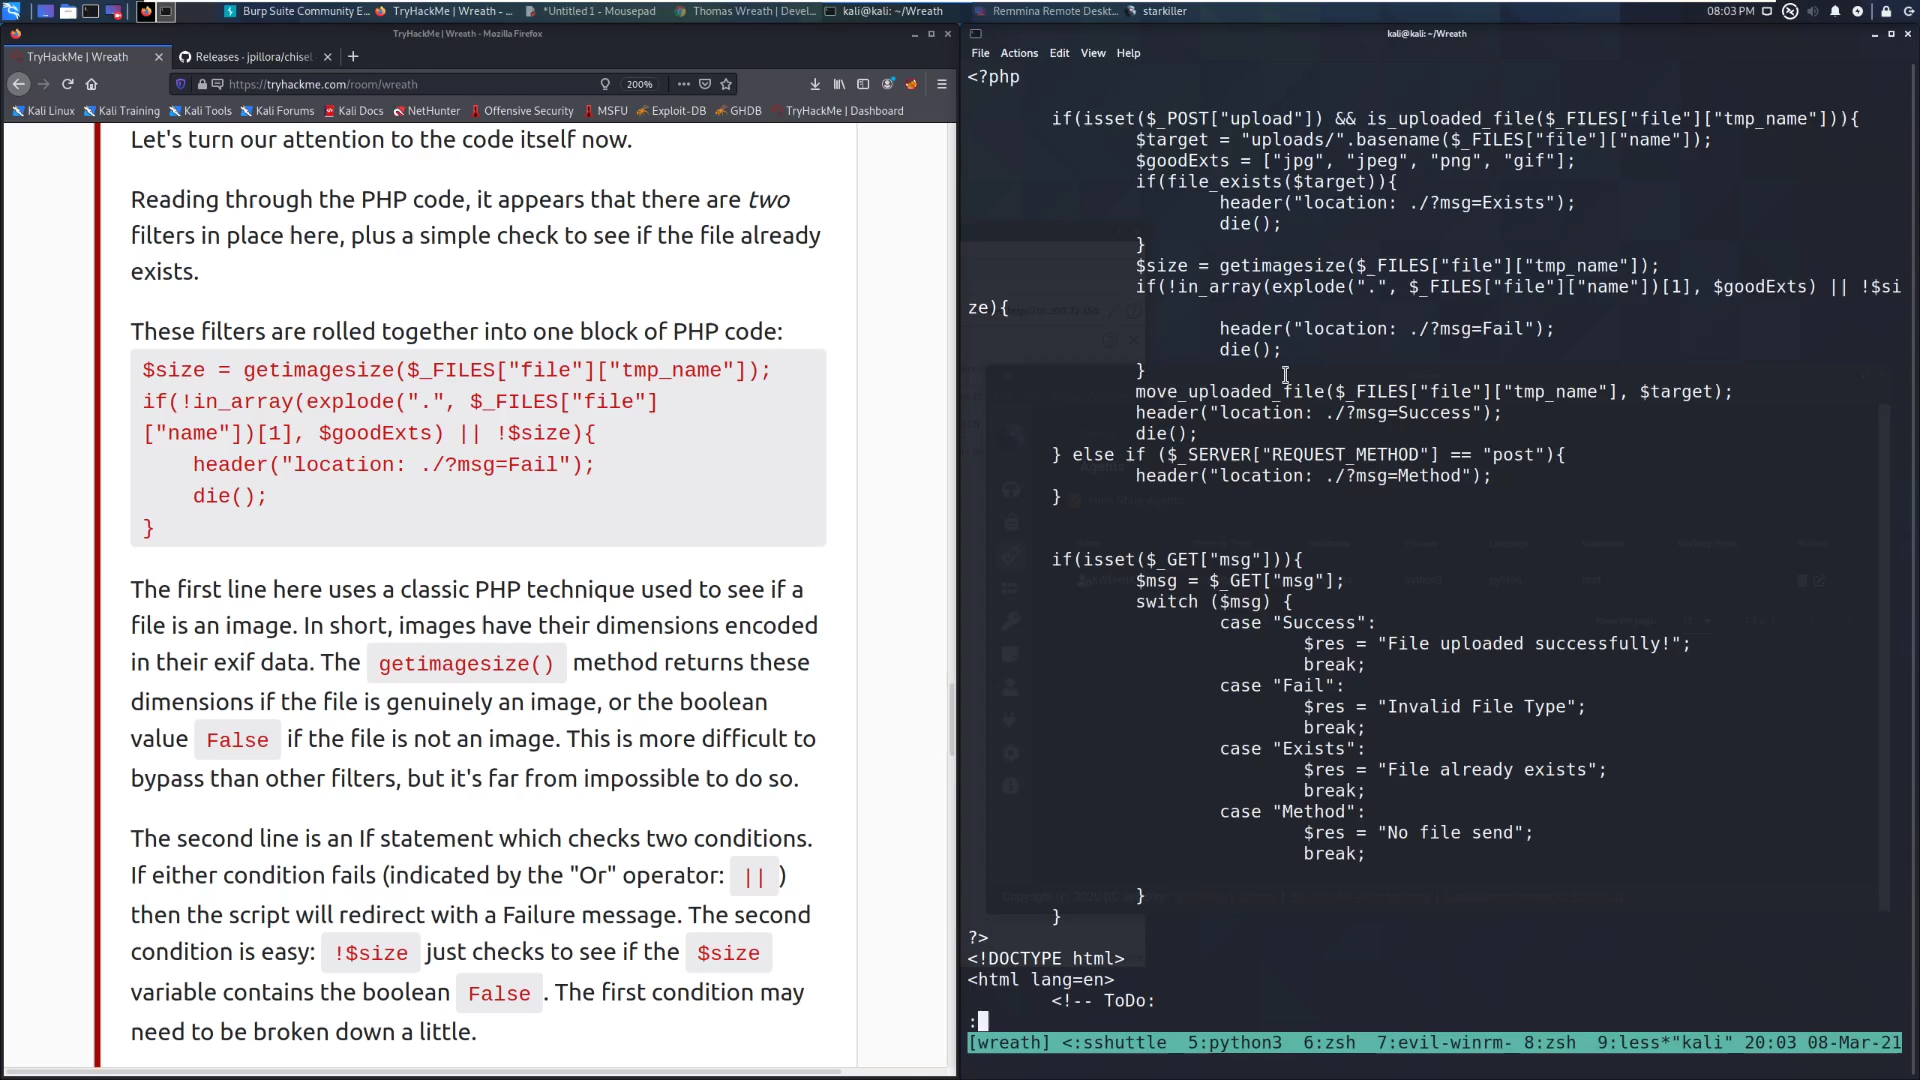 Burp Suite Community E...
TryHackMe | Wreath - ...
*Untitled 1 - Mousepad
Thomas Wreath | Devel...
kali@kali: ~/Wreath
Remmina Remote Deskt...
starkiller
08:03 PM
TryHackMe | Wreath - Mozilla Firefox
TryHackMe | Wreath
Releases · jpillora/chisel
https://tryhackme.com/room/wreath
200%
Kali Linux
Kali Training
Kali Tools
Kali Forums
Kali Docs
NetHunter
Offensive Security
MSFU
Exploit-DB
GHDB
TryHackMe | Dashboard
Let's turn our attention to the code itself now.
Reading through the PHP code, it appears that there are two
filters in place here, plus a simple check to see if the file already
exists.
These filters are rolled together into one block of PHP code:
$size = getimagesize($_FILES["file"]["tmp_name"]);
if(!in_array(explode(".", $_FILES["file"]
["name"])[1], $goodExts) || !$size){
header("location: ./?msg=Fail");
die();
}
The first line here uses a classic PHP technique used to see if a
file is an image. In short, images have their dimensions encoded
in their exif data. The getimagesize() method returns these
dimensions if the file is genuinely an image, or the boolean
value False if the file is not an image. This is more difficult to
bypass than other filters, but it's far from impossible to do so.
The second line is an If statement which checks two conditions.
If either condition fails (indicated by the "Or" operator: || )
then the script will redirect with a Failure message. The second
condition is easy: !$size just checks to see if the $size
variable contains the boolean False . The first condition may
need to be broken down a little.
kali@kali: ~/Wreath
File Actions Edit View Help
<?php
if(isset($_POST["upload"]) && is_uploaded_file($_FILES["file"]["tmp_name"])){
$target = "uploads/".basename($_FILES["file"]["name"]);
$goodExts = ["jpg", "jpeg", "png", "gif"];
if(file_exists($target)){
header("location: ./?msg=Exists");
die();
}
$size = getimagesize($_FILES["file"]["tmp_name"]);
if(!in_array(explode(".", $_FILES["file"]["name"])[1], $goodExts) || !$si
ze){
header("location: ./?msg=Fail");
die();
}
move_uploaded_file($_FILES["file"]["tmp_name"], $target);
header("location: ./?msg=Success");
die();
} else if ($_SERVER["REQUEST_METHOD"] == "post"){
header("location: ./?msg=Method");
}
if(isset($_GET["msg"])){
$msg = $_GET["msg"];
switch ($msg) {
case "Success":
$res = "File uploaded successfully!";
break;
case "Fail":
$res = "Invalid File Type";
break;
case "Exists":
$res = "File already exists";
break;
case "Method":
$res = "No file send";
break;
}
}
?>
<!DOCTYPE html>
<html lang=en>
<!-- ToDo:
:
[wreath] <:sshuttle 5:python3 6:zsh 7:evil-winrm- 8:zsh 9:less*"kali" 20:03 08-Mar-21